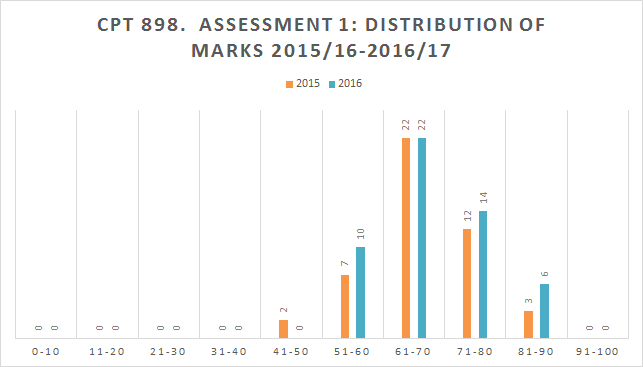 CPT 898. ASSESSMENT 1: DISTRIBUTION OF
MARKS 2015/16-2016/17
2015 2016
0 0 0 0 0 0 0 0 2 0 7 10 22 22 12 14 3 6 0 0
0-10 11-20 21-30 31-40 41-50 51-60 61-70 71-80 81-90 91-100